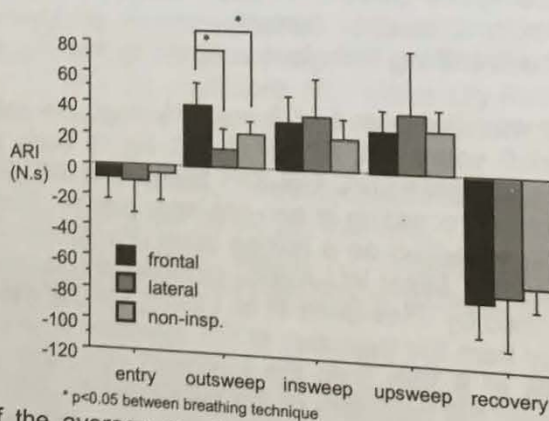 * *
80
60
40
20
ARI
(N.s)
0
-20
-40
-60
-80
-100
-120
frontal
lateral
non-insp.
entry outsweep insweep upsweep recovery
* p<0.05 between breathing technique
the